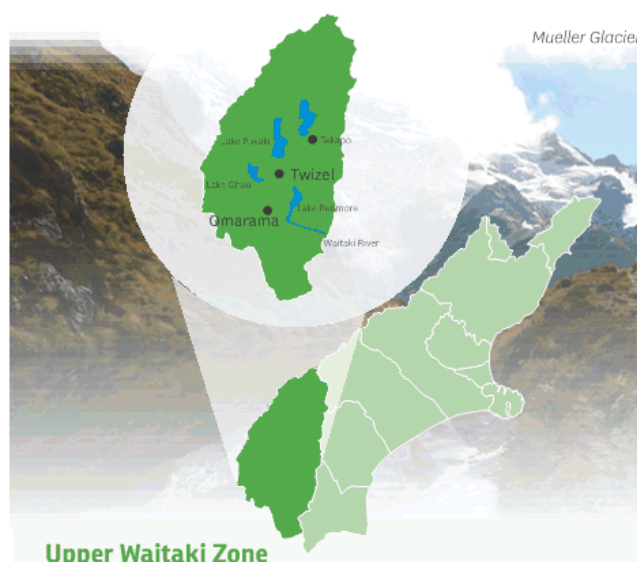 Mueller Glacier
Lake Pukaki
Tekapo
Twizel
Lake Ohau
Lake Benmore
Omarama
Waitaki River
Upper Waitaki Zone